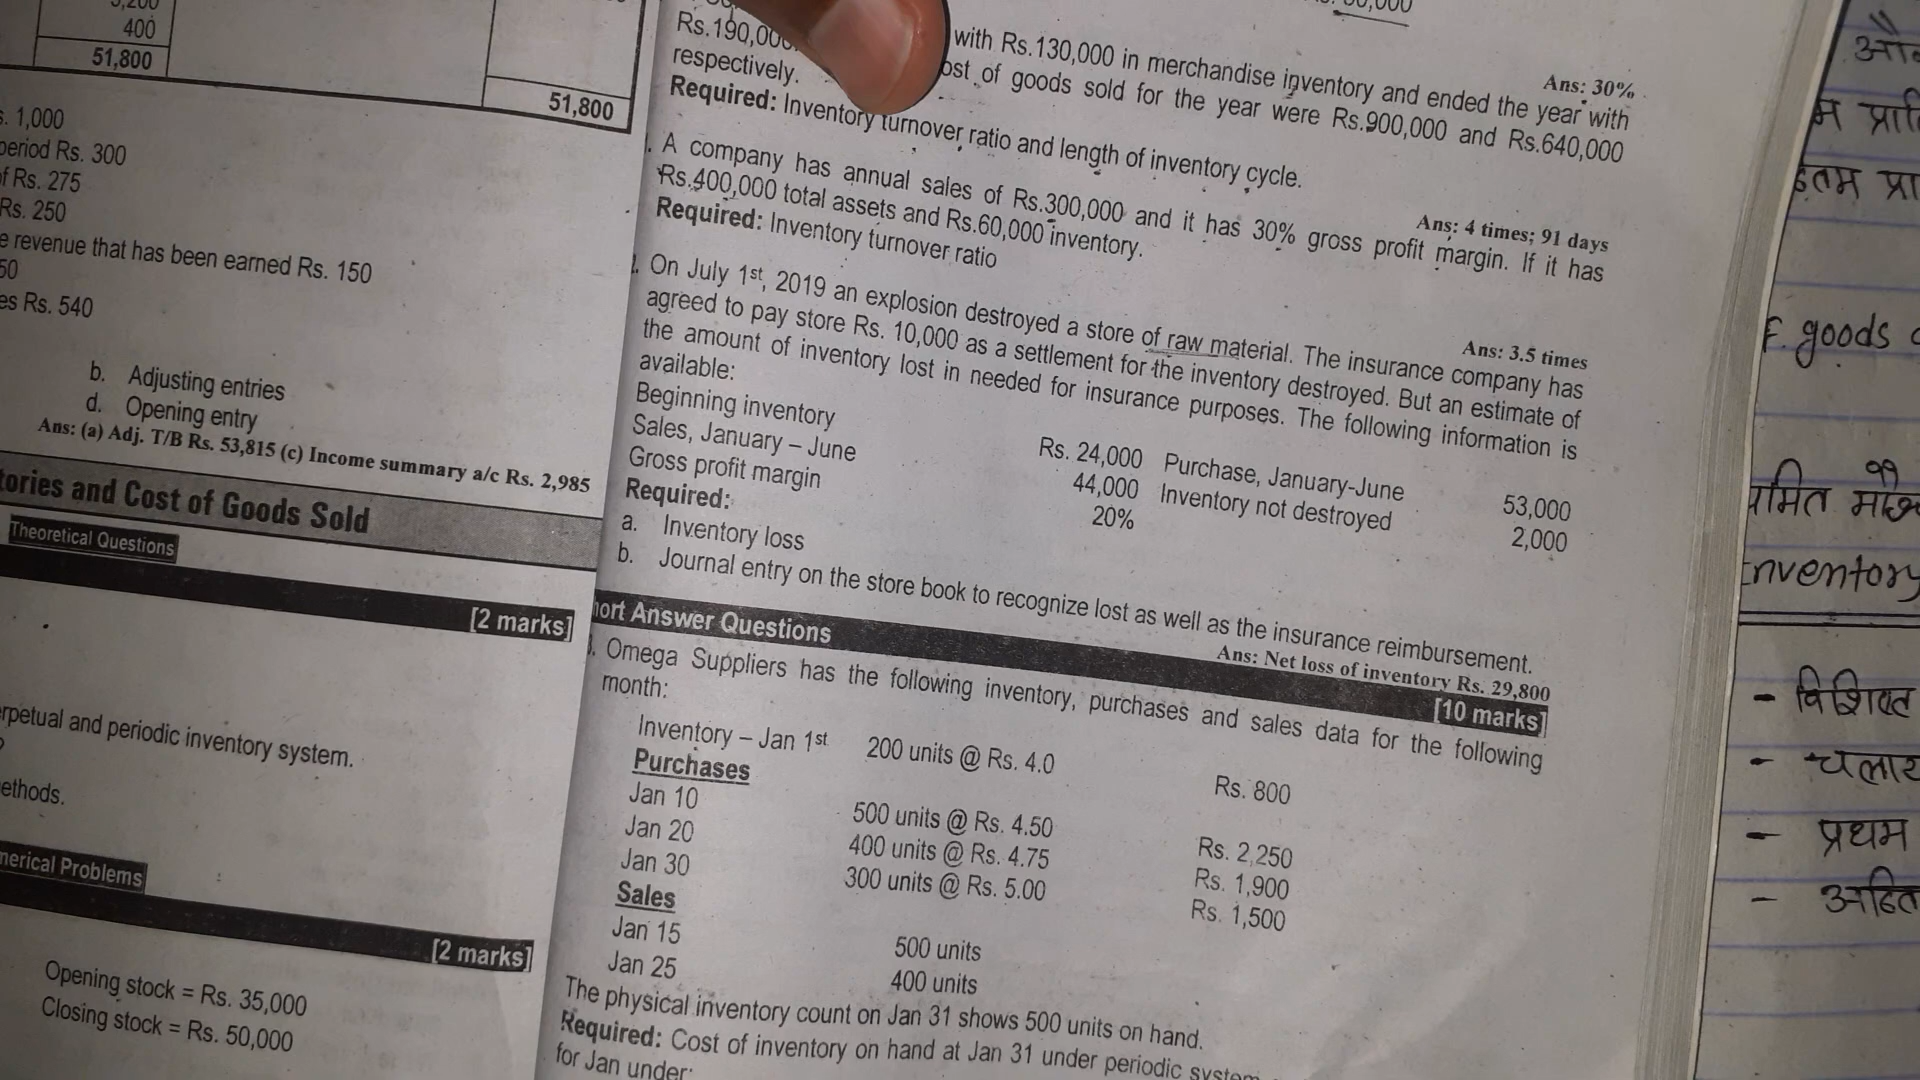 3,200
400
51,800
51,800
1,000
period Rs. 300
of Rs. 275
Rs. 250
e revenue that has been earned Rs. 150
50
es Rs. 540
b. Adjusting entries
d. Opening entry
Ans: (a) Adj. T/B Rs. 53,815 (c) Income summary a/c Rs. 2,985
tories and Cost of Goods Sold
Theoretical Questions
[2 marks]
erpetual and periodic inventory system.
?
ethods.
merical Problems
[2 marks]
Opening stock = Rs. 35,000
Closing stock = Rs. 50,000
Ans: 30%
with Rs.130,000 in merchandise inventory and ended the year with
Rs.190,000. ost of goods sold for the year were Rs.900,000 and Rs.640,000
respectively.
Required: Inventory turnover ratio and length of inventory cycle.
Ans: 4 times; 91 days
. A company has annual sales of Rs.300,000 and it has 30% gross profit margin. If it has
Rs.400,000 total assets and Rs.60,000 inventory.
Required: Inventory turnover ratio
Ans: 3.5 times
. On July 1st, 2019 an explosion destroyed a store of raw material. The insurance company has
agreed to pay store Rs. 10,000 as a settlement for the inventory destroyed. But an estimate of
the amount of inventory lost in needed for insurance purposes. The following information is
available:
Beginning inventory Rs. 24,000 Purchase, January-June 53,000
Sales, January – June 44,000 Inventory not destroyed 2,000
Gross profit margin 20%
Required:
a. Inventory loss
b. Journal entry on the store book to recognize lost as well as the insurance reimbursement.
Ans: Net loss of inventory Rs. 29,800
hort Answer Questions [10 marks]
. Omega Suppliers has the following inventory, purchases and sales data for the following
month:
Inventory – Jan 1st 200 units @ Rs. 4.0 Rs. 800
Purchases
Jan 10 500 units @ Rs. 4.50 Rs. 2,250
Jan 20 400 units @ Rs. 4.75 Rs. 1,900
Jan 30 300 units @ Rs. 5.00 Rs. 1,500
Sales
Jan 15 500 units
Jan 25 400 units
The physical inventory count on Jan 31 shows 500 units on hand.
Required: Cost of inventory on hand at Jan 31 under periodic system
for Jan under:
goods
Inventory
- 
- 
- प्रथम
-